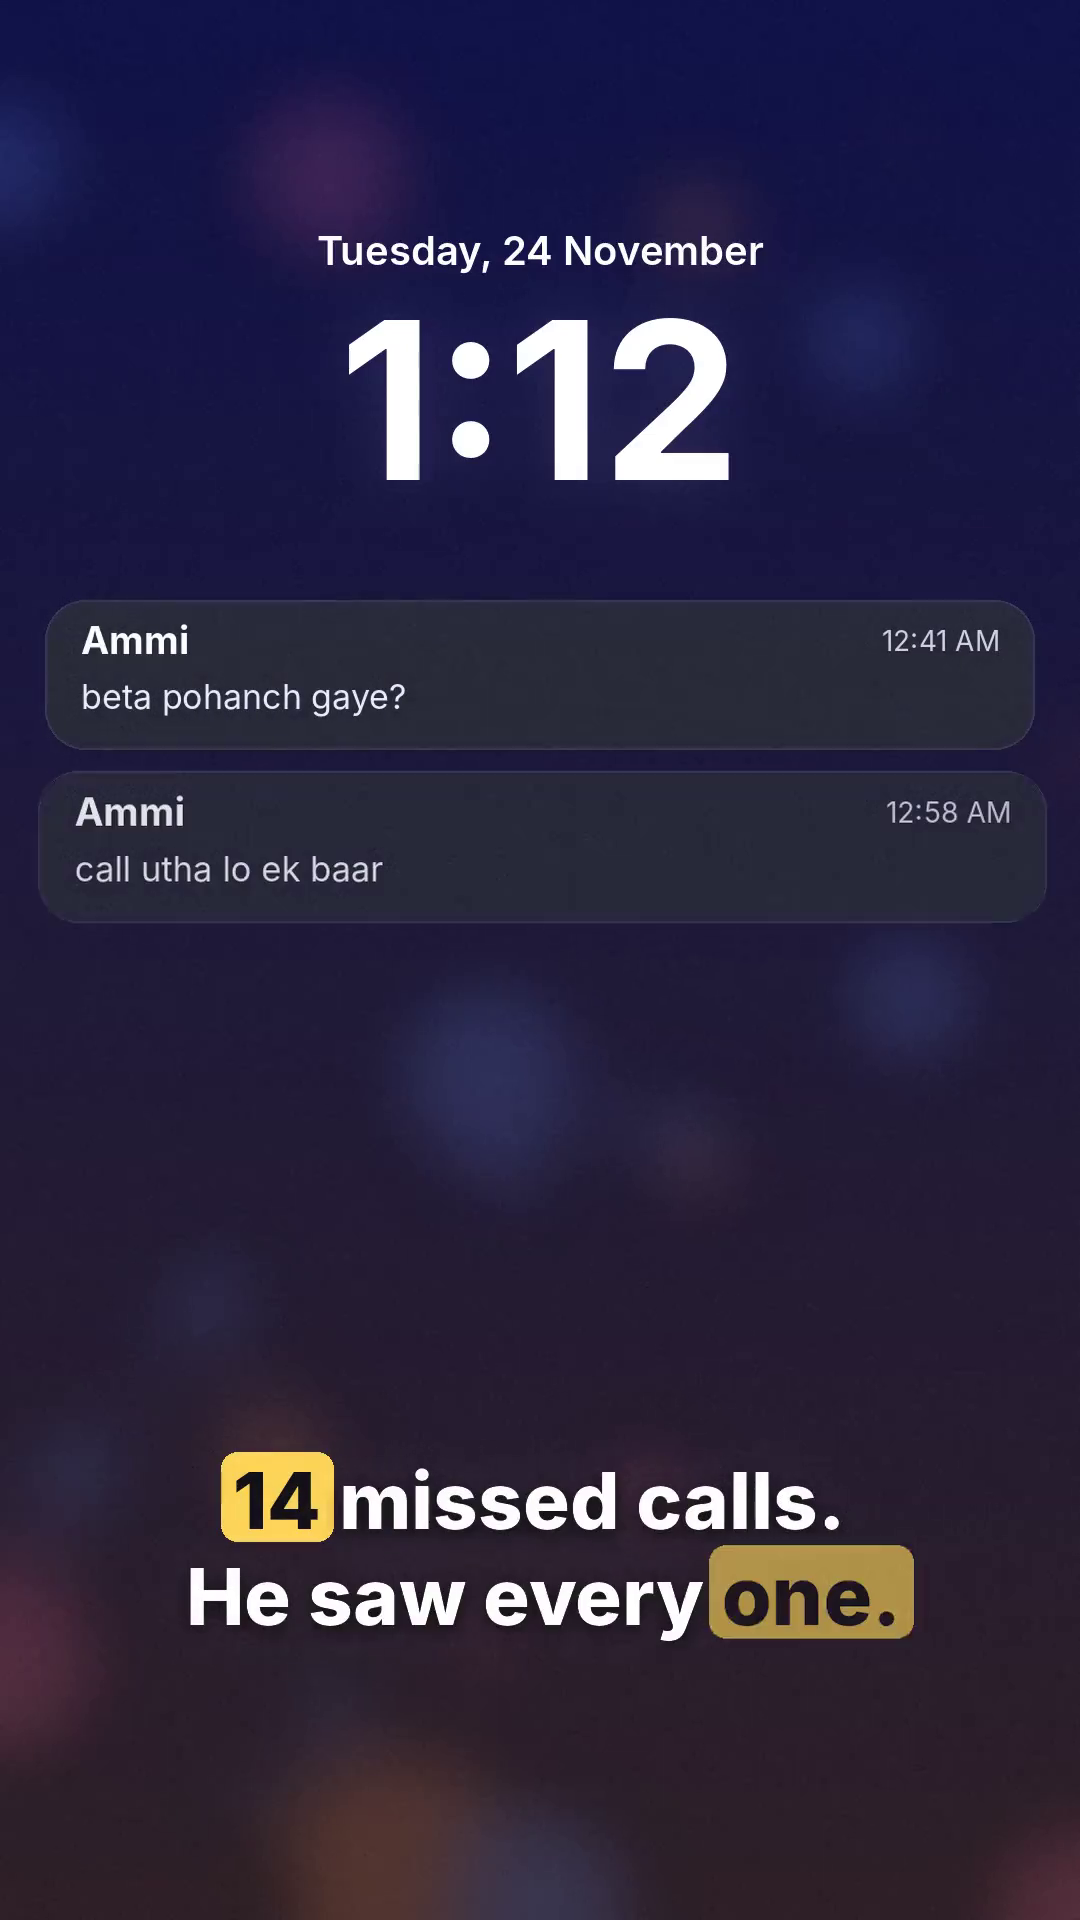 Tuesday, 24 November
1:12
Ammi 12:41 AM
beta pohanch gaye?
Ammi 12:58 AM
call utha lo ek baar
14 missed calls.
He saw every one.